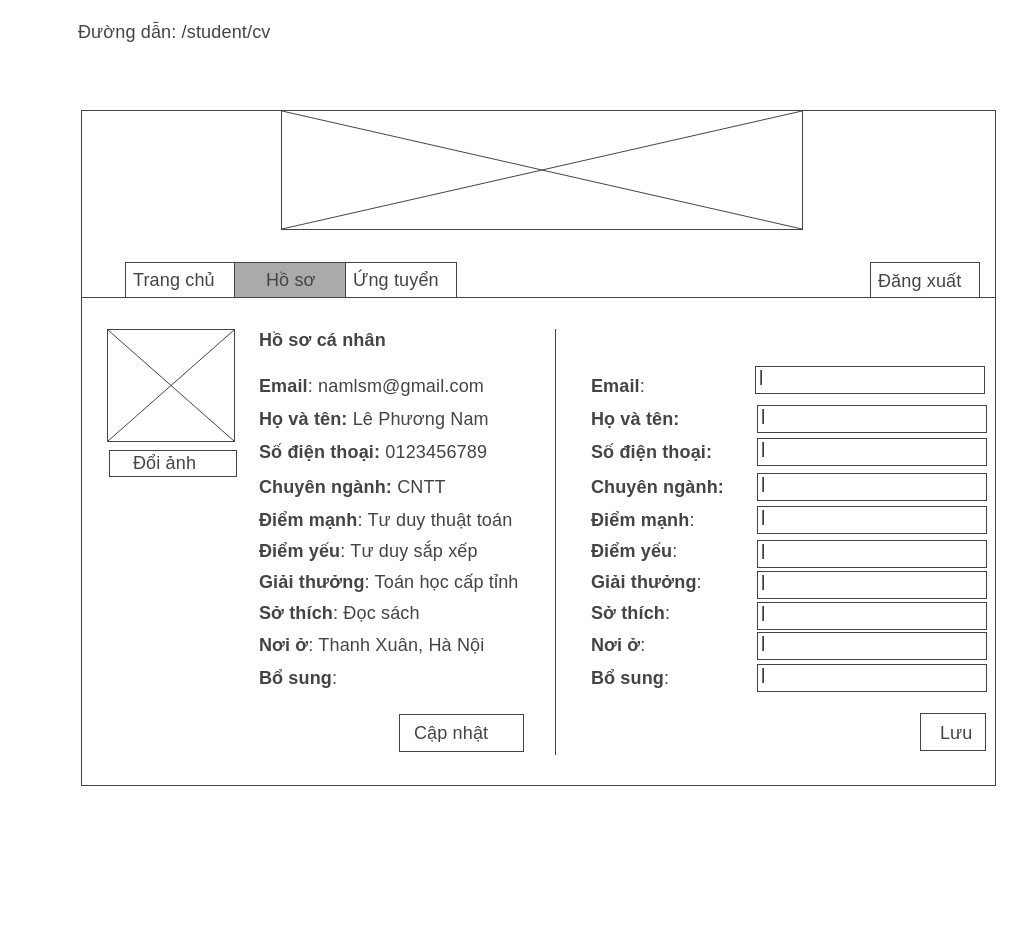 Đường dẫn: /student/cv
Trang chủ
Hồ sơ
Ứng tuyển
Đăng xuất
Hồ sơ cá nhân
Email: namlsm@gmail.com
Họ và tên: Lê Phương Nam
Số điện thoại: 0123456789
Chuyên ngành: CNTT
Điểm mạnh: Tư duy thuật toán
Điểm yếu: Tư duy sắp xếp
Giải thưởng: Toán học cấp tỉnh
Sở thích: Đọc sách
Nơi ở: Thanh Xuân, Hà Nội
Bổ sung:
Đổi ảnh
Cập nhật
Email:
Họ và tên:
Số điện thoại:
Chuyên ngành:
Điểm mạnh:
Điểm yếu:
Giải thưởng:
Sở thích:
Nơi ở:
Bổ sung:
Lưu